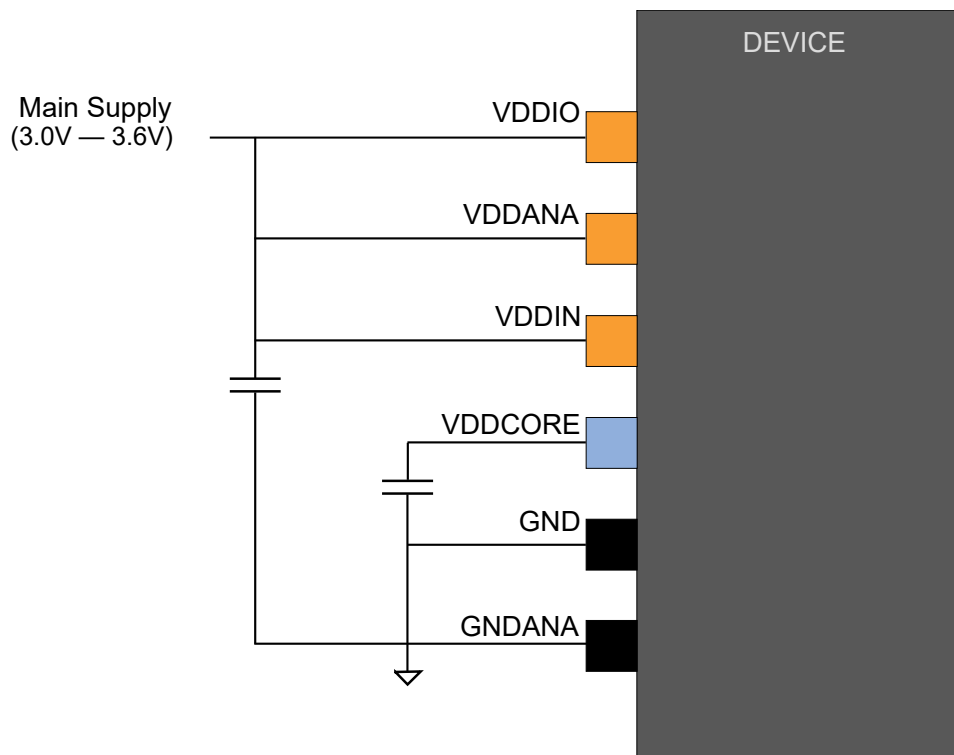 DEVICE
VDDIO
Main Supply
(3.0V — 3.6V)
VDDANA
VDDIN
VDDCORE
GND
GNDANA